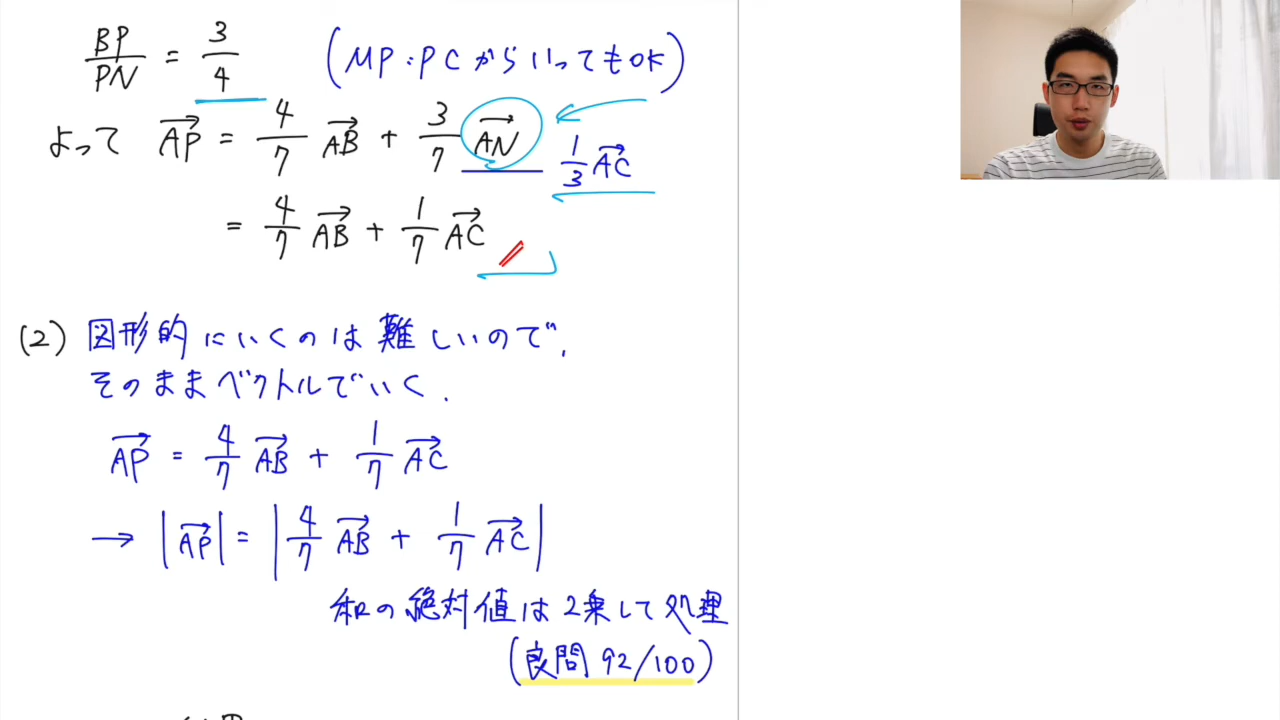 BP/PN = 3/4 (MP:PCからいってもOK)
よって AP→ = 4/7 AB→ + 3/7 AN→ 1/3 AC→
= 4/7 AB→ + 1/7 AC→
(2) 図形的にいくのは難しいので,
そのままベクトルでいく.
AP→ = 4/7 AB→ + 1/7 AC→
→ |AP→| = |4/7 AB→ + 1/7 AC→|
和の絶対値は2乗して処理
(良問 92/100)